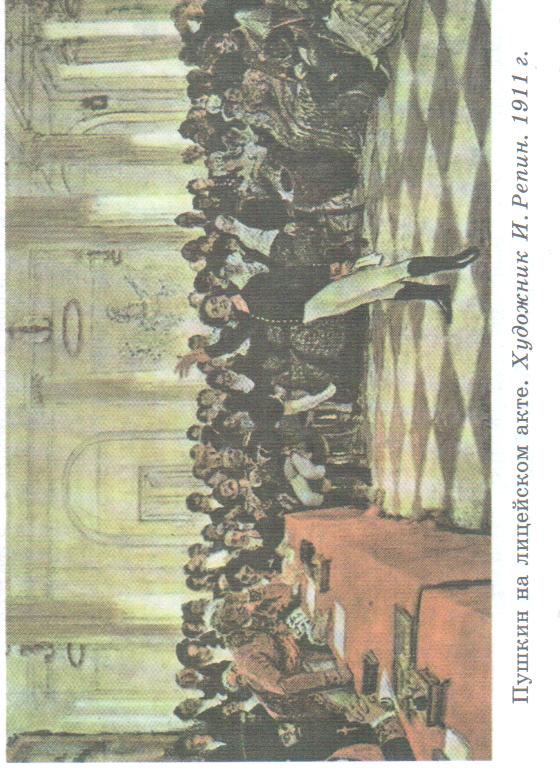 Пушкин на лицейском акте. Художник И. Репин. 1911 г.